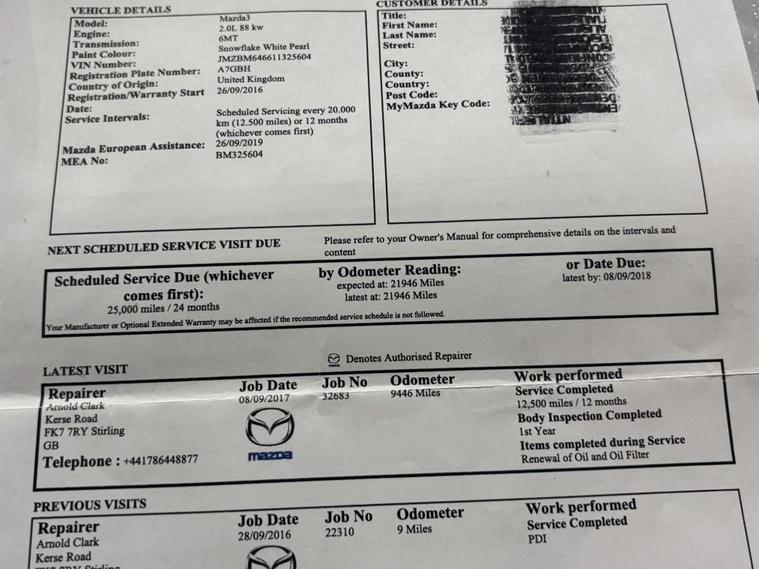 VEHICLE DETAILS
Model: Mazda3
Engine: 2.0L 88 kw
Transmission: 6MT
Paint Colour: Snowflake White Pearl
VIN Number: JMZBM646611325604
Registration Plate Number: A7GBH
Country of Origin: United Kingdom
Registration/Warranty Start Date: 26/09/2016
Service Intervals: Scheduled Servicing every 20.000
km (12.500 miles) or 12 months
(whichever comes first)
Mazda European Assistance: 26/09/2019
MEA No: BM325604
CUSTOMER DETAILS
Title:
First Name:
Last Name:
Street:
City:
County:
Country:
Post Code:
MyMazda Key Code:
NEXT SCHEDULED SERVICE VISIT DUE
Please refer to your Owner's Manual for comprehensive details on the intervals and
content
Scheduled Service Due (whichever
comes first):
25,000 miles / 24 months
by Odometer Reading:
expected at: 21946 Miles
latest at: 21946 Miles
or Date Due:
latest by: 08/09/2018
Your Manufacturer or Optional Extended Warranty may be affected if the recommended service schedule is not followed.
Denotes Authorised Repairer
LATEST VISIT
Repairer
Arnold Clark
Kerse Road
FK7 7RY Stirling
GB
Telephone : +441786448877
Job Date
08/09/2017
mazda
Job No
32683
Odometer
9446 Miles
Work performed
Service Completed
12,500 miles / 12 months
Body Inspection Completed
1st Year
Items completed during Service
Renewal of Oil and Oil Filter
PREVIOUS VISITS
Repairer
Arnold Clark
Kerse Road
Job Date
28/09/2016
Job No
22310
Odometer
9 Miles
Work performed
Service Completed
PDI